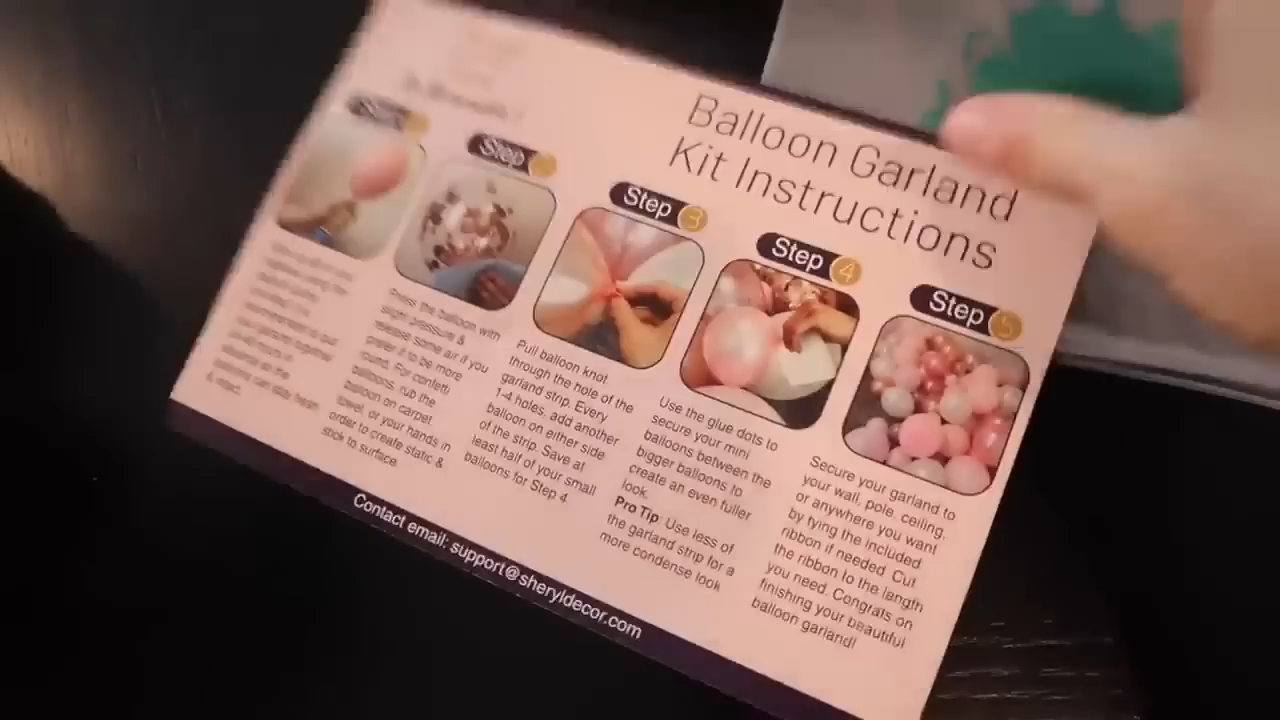 Balloon Garland
Kit Instructions
Step
Step
Press the balloon with
slight pressure &
release some air if you
prefer it to be more
round. For confetti
balloons, rub the
balloon on carpet,
towel, or your hands in
order to create static &
stick to surface.
Step 3
Pull balloon knot
through the hole of the
garland strip. Every
1-4 holes, add another
balloon on either side
of the strip. Save at
least half of your small
balloons for Step 4.
Step 4
Use the glue dots to
secure your mini
balloons between the
bigger balloons to
create an even fuller
look.
Pro Tip: Use less of
the garland strip for a
more condense look
Step 5
Secure your garland to
your wall, pole, ceiling,
or anywhere you want
by tying the included
ribbon if needed. Cut
the ribbon to the length
you need. Congrats on
finishing your beautiful
balloon garland!
Contact email: support@sheryldecor.com